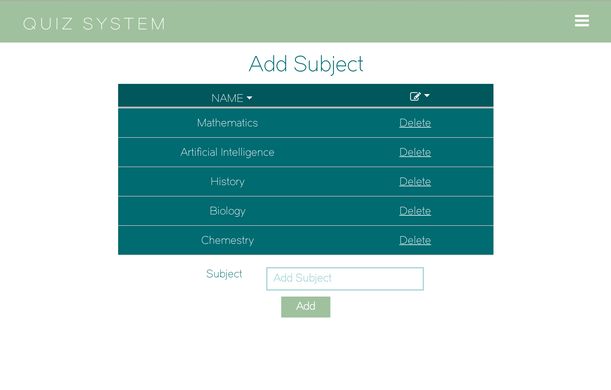 QUIZ SYSTEM
Add Subject
NAME
Mathematics Delete
Artificial Intelligence Delete
History Delete
Biology Delete
Chemestry Delete
Subject Add Subject
Add